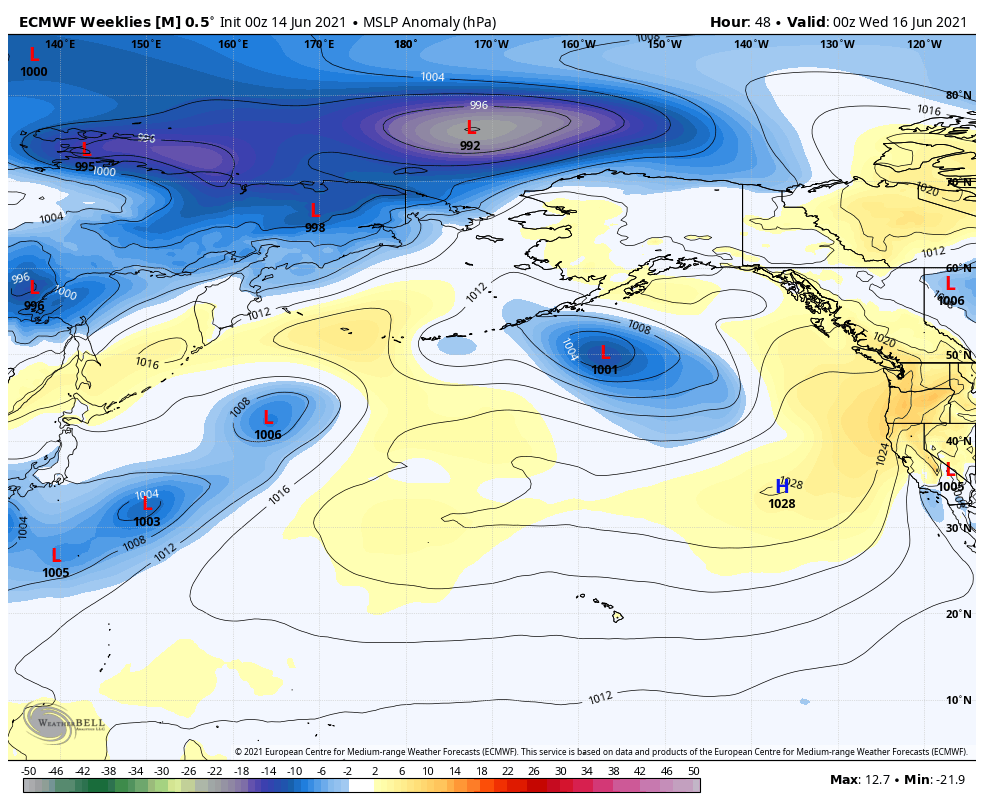 ECMWF Weeklies [M] 0.5° Init 00z 14 Jun 2021 • MSLP Anomaly (hPa)
Hour: 48 • Valid: 00z Wed 16 Jun 2021
140°E 150°E 160°E 170°E 180° 170°W 160°W 150°W 140°W 130°W 120°W
1008
L
1000
1004
80°N
996
1016
L
992
996
L
995
1000
70°N
1020
1004
L
998
1012
60°N
996
L
996
1000
1012
L
1006
1012
1008
1020
1004
L
1001
50°N
1016
1008
L
1006
40°N
1024
L
1005
1016
H
1028
1028
1004
L
1003
1008
1004
30°N
1008
1012
L
1005
20°N
1012
10°N
WEATHERBELL
© 2021 European Centre for Medium-range Weather Forecasts (ECMWF). This service is based on data and products of the European Centre for Medium-range Weather Forecasts (ECMWF).
-50 -42 -38 -34 -30 -26 -22 -18 -14 -10 -6 -2 2 6 10 14 18 22 26 30 34 38 42 46 50
Max: 12.7 • Min: -21.9